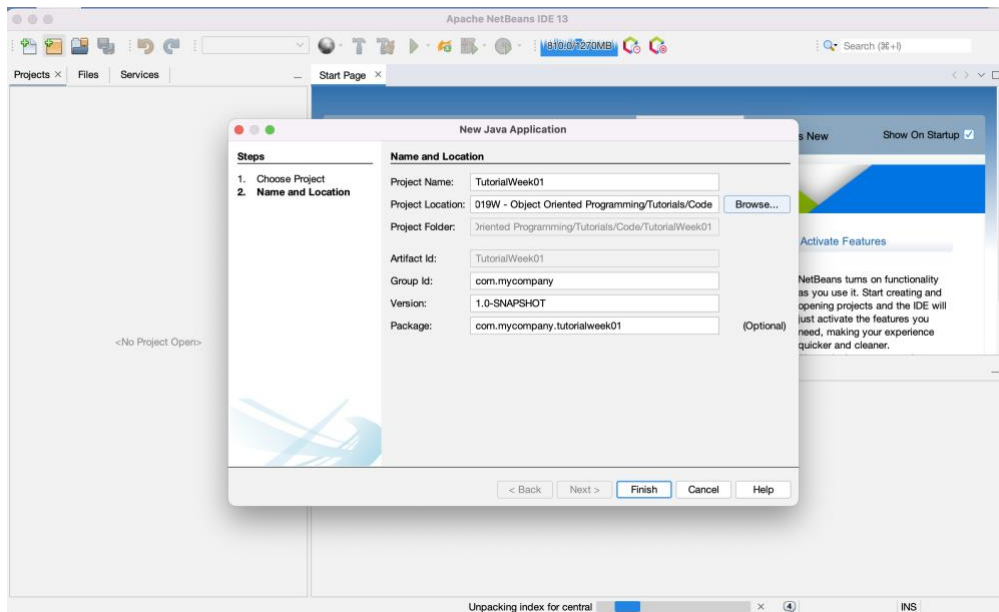 Apache NetBeans IDE 13
810.0/1270MB
Search (⌘+I)
Projects ×
Files
Services
Start Page ×
s New
Show On Startup
New Java Application
Steps
1. Choose Project
2. Name and Location
Name and Location
Project Name: TutorialWeek01
Project Location: 019W - Object Oriented Programming/Tutorials/Code Browse...
Project Folder: Oriented Programming/Tutorials/Code/TutorialWeek01
Artifact Id: TutorialWeek01
Group Id: com.mycompany
Version: 1.0-SNAPSHOT
Package: com.mycompany.tutorialweek01 (Optional)
< Back
Next >
Finish
Cancel
Help
<No Project Open>
Activate Features
NetBeans turns on functionality
as you use it. Start creating and
opening projects and the IDE will
just activate the features you
need, making your experience
quicker and cleaner.
Unpacking index for central
4
INS